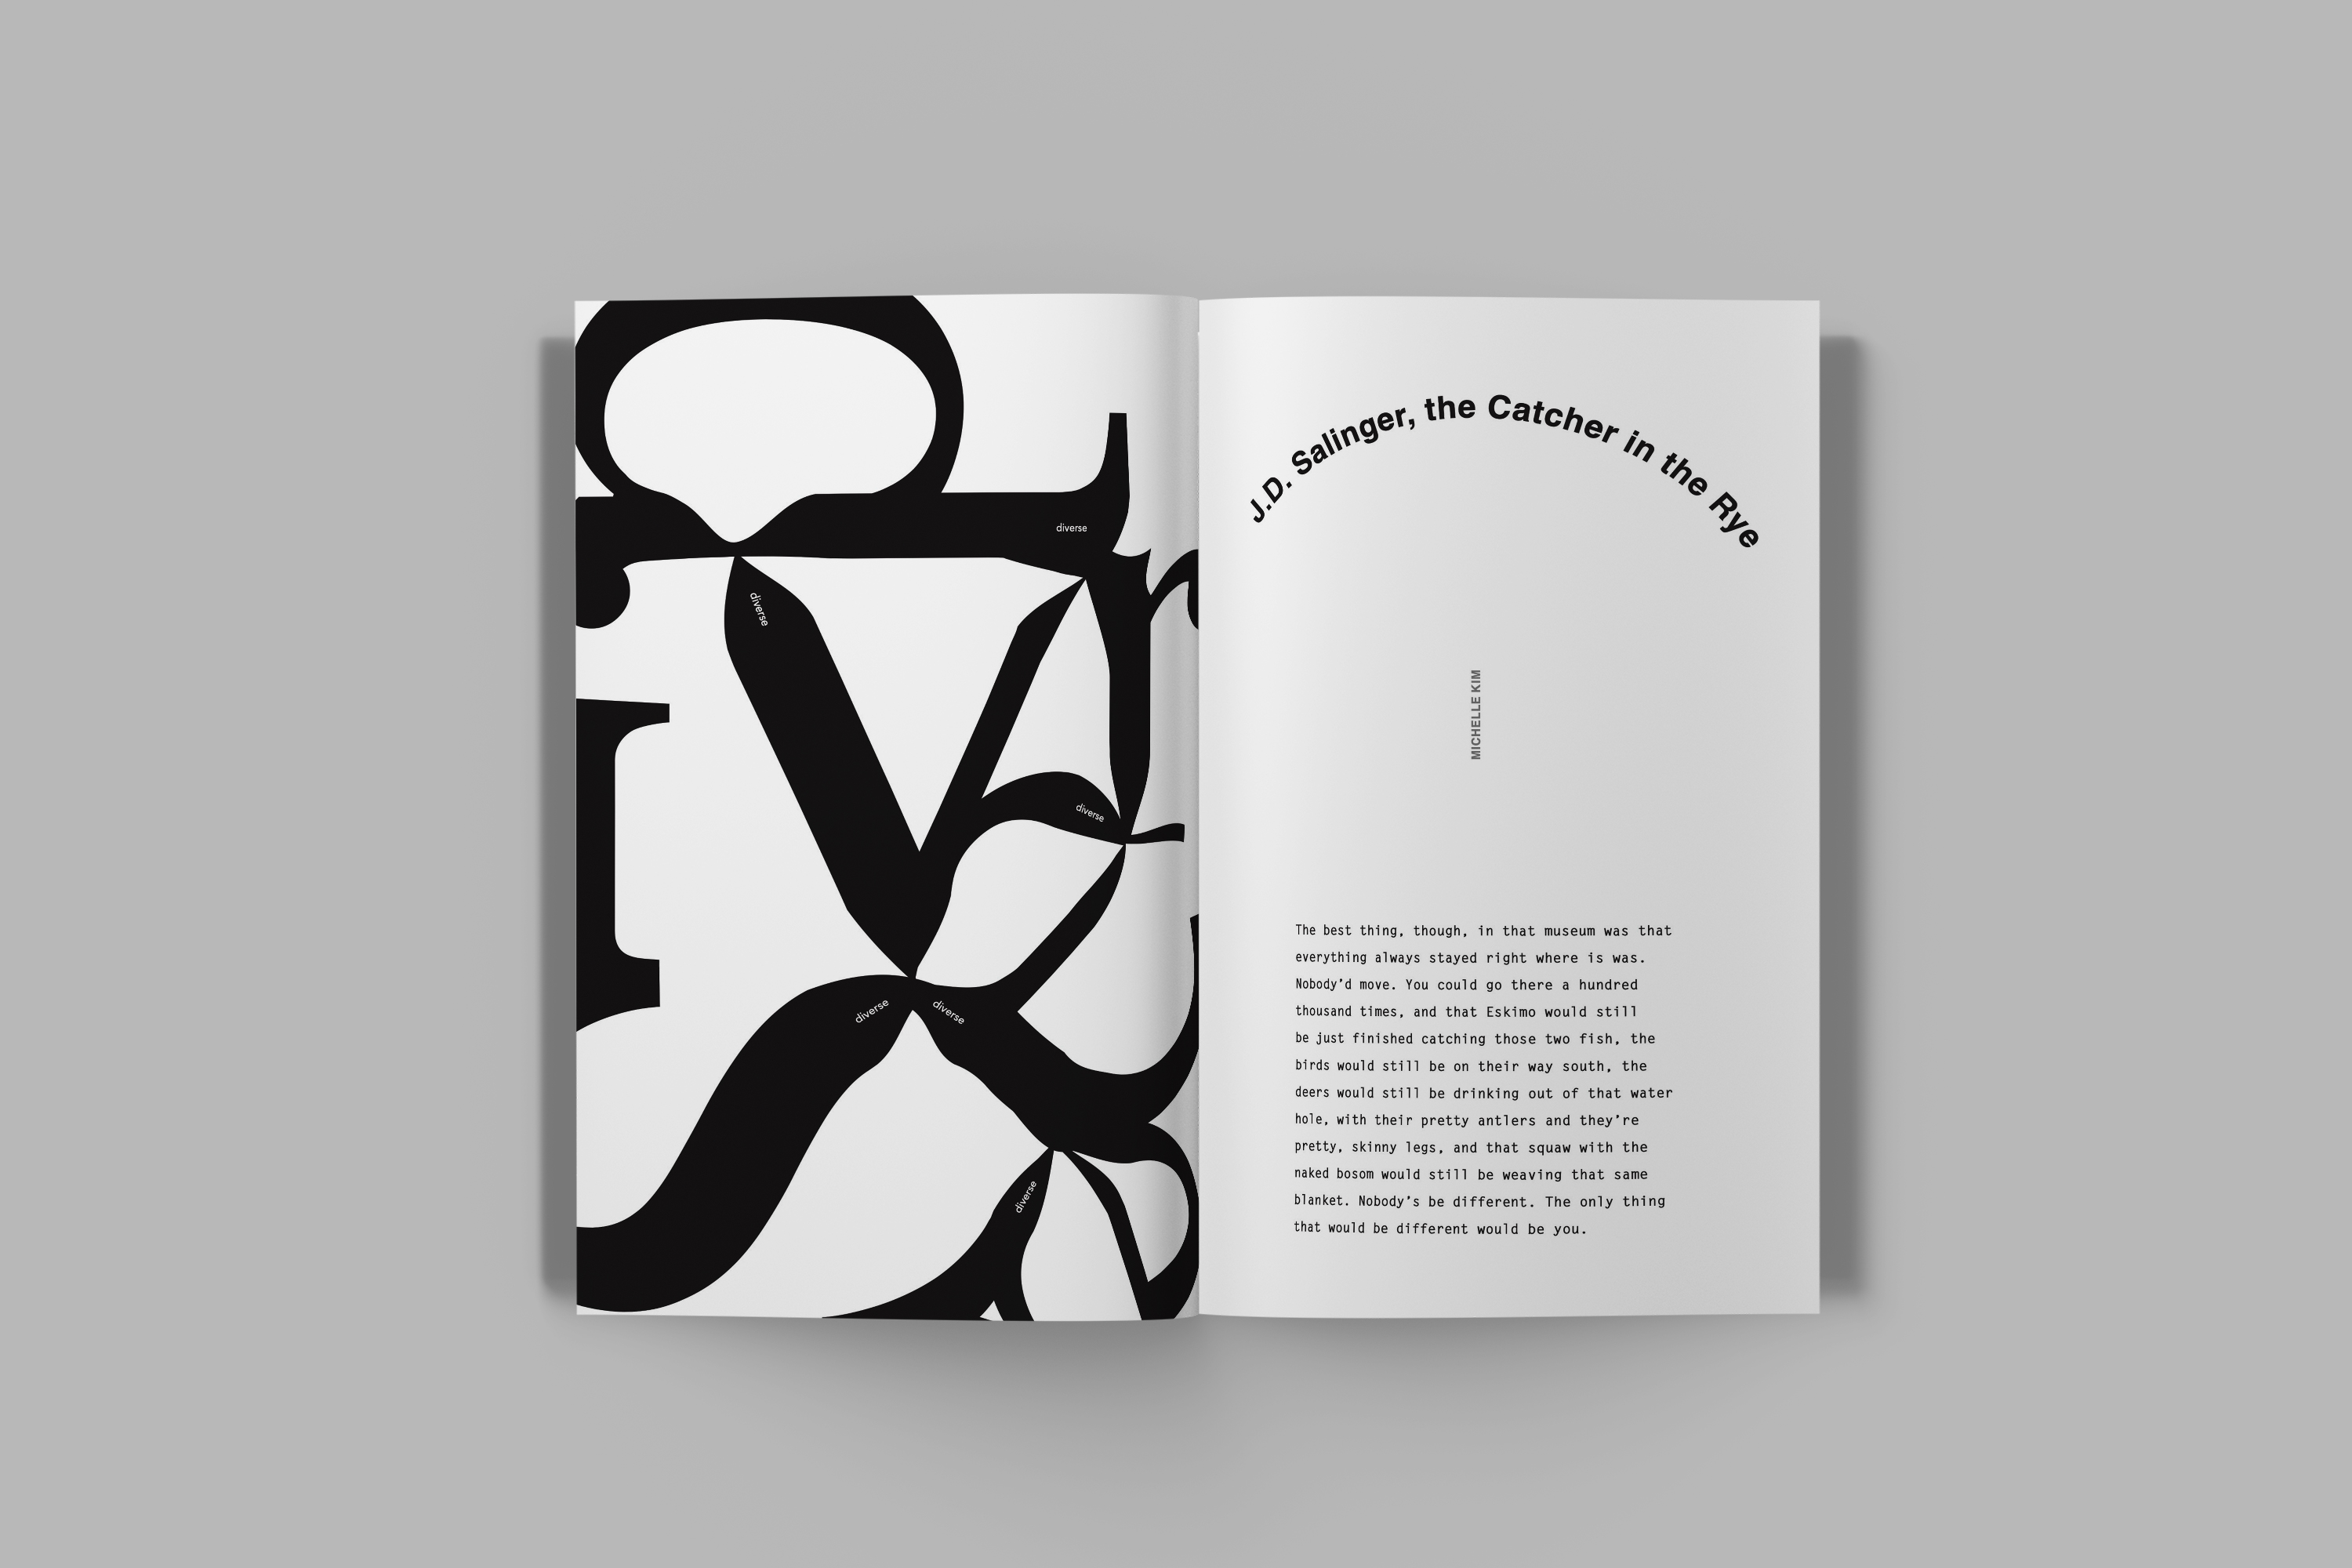 diverse
diverse
diverse
diverse
diverse
diverse
J.D. Salinger, the Catcher in the Rye
MICHELLE KIM
The best thing, though, in that museum was that
everything always stayed right where is was.
Nobody'd move. You could go there a hundred
thousand times, and that Eskimo would still
be just finished catching those two fish, the
birds would still be on their way south, the
deers would still be drinking out of that water
hole, with their pretty antlers and they're
pretty, skinny legs, and that squaw with the
naked bosom would still be weaving that same
blanket. Nobody's be different. The only thing
that would be different would be you.